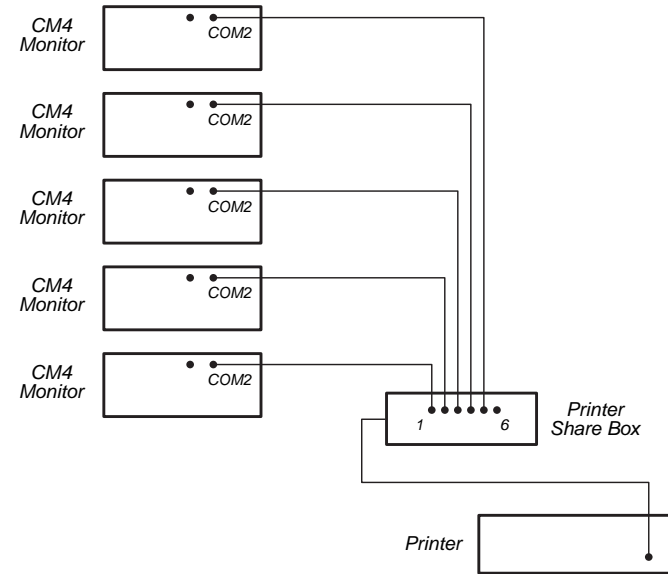 CM4
Monitor
COM2
CM4
Monitor
COM2
CM4
Monitor
COM2
CM4
Monitor
COM2
CM4
Monitor
COM2
1
6
Printer
Share Box
Printer